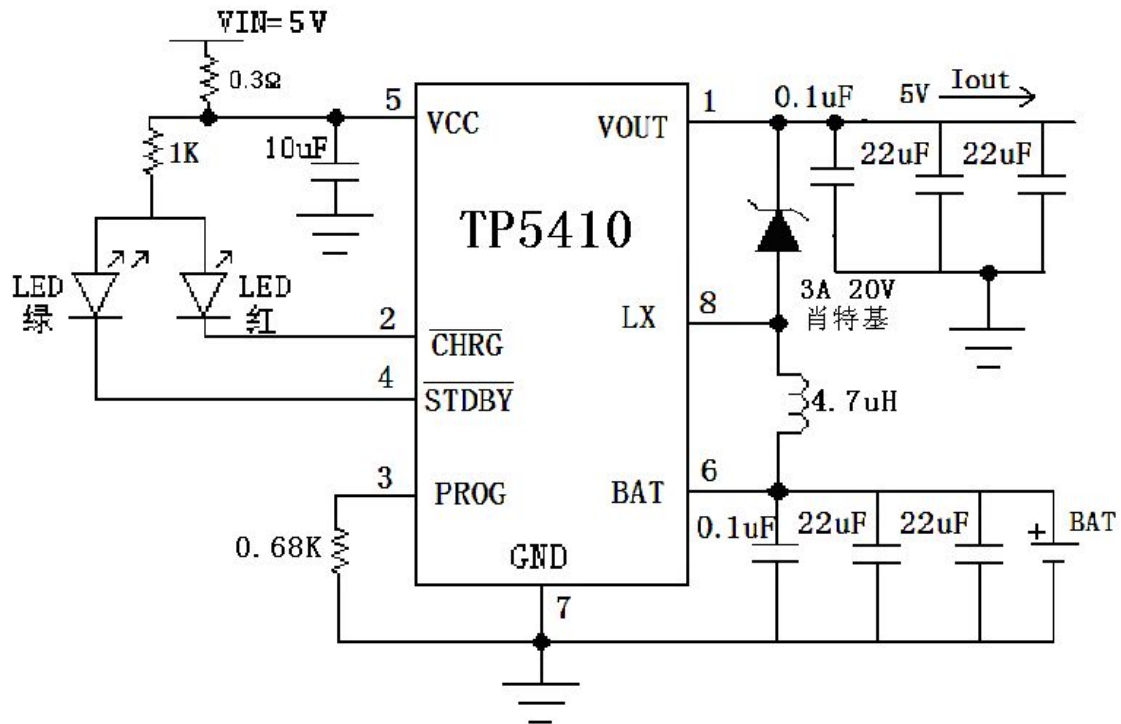 VIN=5V
0.3Ω
1K
10uF
LED
绿
LED
红
5
VCC
2
CHRG
4
STDBY
3
PROG
0.68K
TP5410
GND
7
1
VOUT
8
LX
6
BAT
0.1uF
5V
Iout
22uF
22uF
3A 20V
肖特基
4.7uH
0.1uF
22uF
22uF
+
BAT